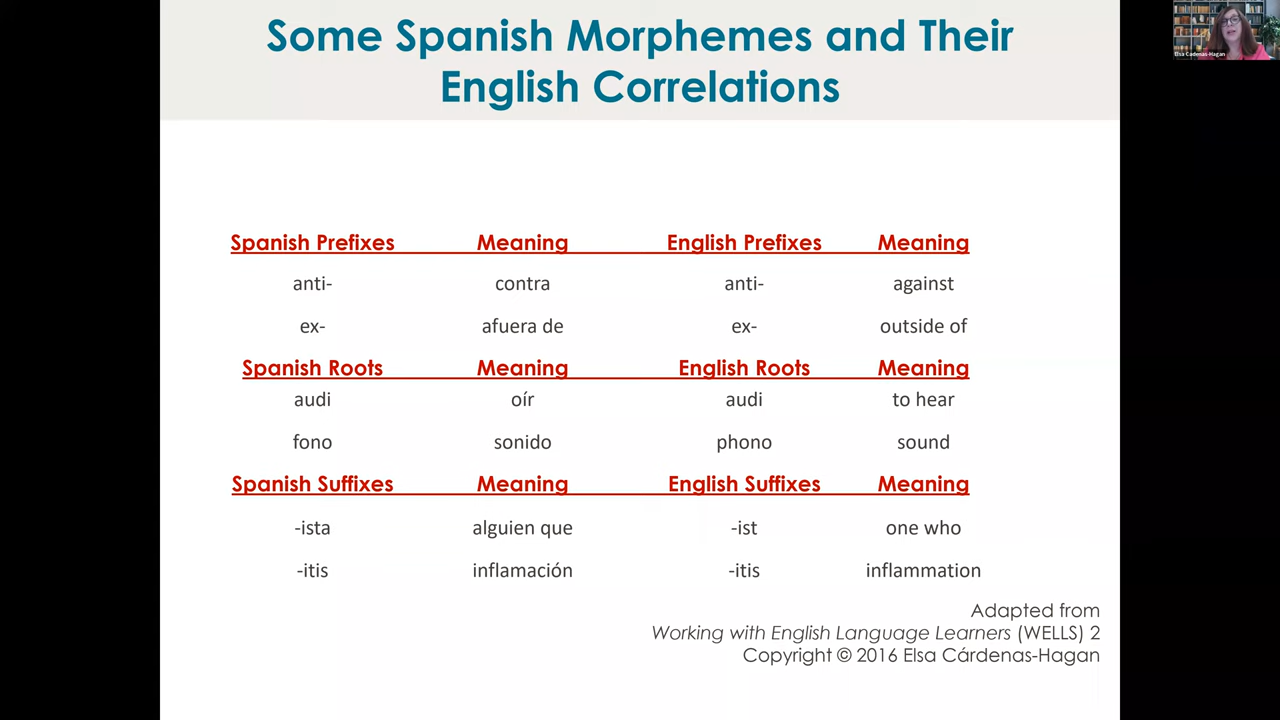 Some Spanish Morphemes and Their
English Correlations
Elsa Cardenas-Hagan
Spanish Prefixes Meaning English Prefixes Meaning
anti- contra anti- against
ex- afuera de ex- outside of
Spanish Roots Meaning English Roots Meaning
audi oír audi to hear
fono sonido phono sound
Spanish Suffixes Meaning English Suffixes Meaning
-ista alguien que -ist one who
-itis inflamación -itis inflammation
Adapted from
Working with English Language Learners (WELLS) 2
Copyright © 2016 Elsa Cárdenas-Hagan